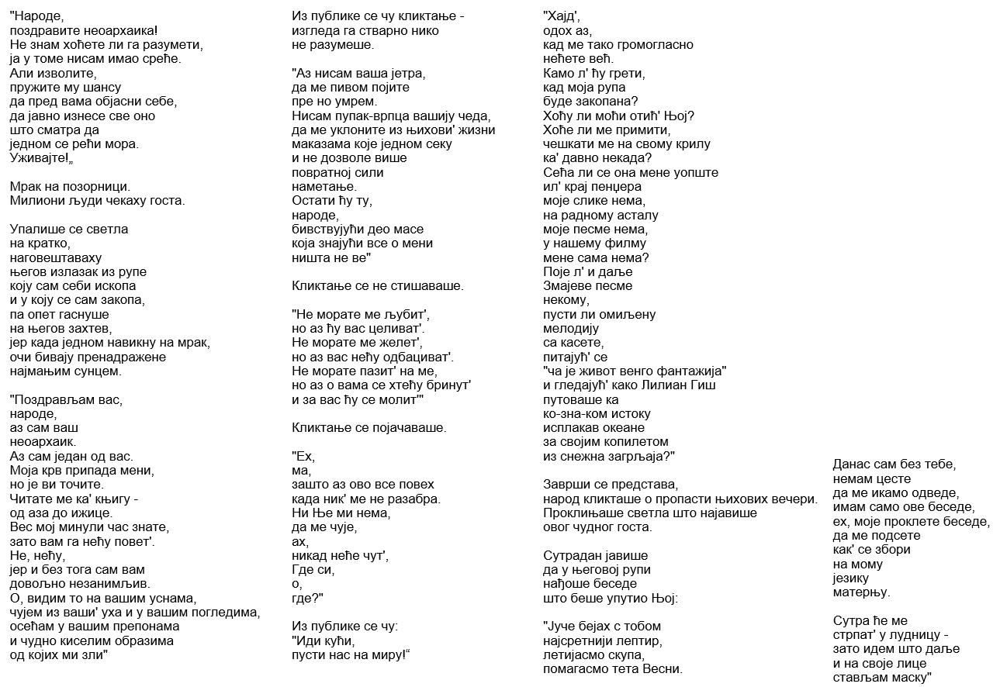 "Народе,
поздравите неоархаика!
Не знам хоћете ли га разумети,
ја у томе нисам имао среће.
Али изволите,
пружите му шансу
да пред вама објасни себе,
да јавно изнесе све оно
што сматра да
једном се рећи мора.
Уживајте!„
Мрак на позорници.
Милиони људи чекаху госта.
Упалише се светла
на кратко,
наговештаваху
његов излазак из рупе
коју сам себи ископа
и у коју се сам закопа,
па опет гаснуше
на његов захтев,
јер када једном навикну на мрак,
очи бивају пренадражене
најмањим сунцем.
"Поздрављам вас,
народе,
аз сам ваш
неоархаик.
Аз сам један од вас.
Моја крв припада мени,
но је ви точите.
Читате ме ка' књигу -
од аза до ижице.
Вес мој минули час знате,
зато вам га нећу повет'.
Не, нећу,
јер и без тога сам вам
довољно незанимљив.
О, видим то на вашим уснама,
чујем из ваши' уха и у вашим погледима,
осећам у вашим препонама
и чудно киселим образима
од којих ми зли"
Из публике се чу кликтање -
изгледа га стварно нико
не разумеше.
"Аз нисам ваша јетра,
да ме пивом појите
пре но умрем.
Нисам пупак-врпца вашију чеда,
да ме уклоните из њихови' жизни
маказама које једном секу
и не дозволе више
повратној сили
наметање.
Остати ћу ту,
народе,
бивствујући део масе
која знајући все о мени
ништа не ве"
Кликтање се не стишаваше.
"Не морате ме љубит',
но аз ћу вас целиват'.
Не морате ме желет',
но аз вас нећу одбациват'.
Не морате пазит' на ме,
но аз о вама се хтећу бринут'
и за вас ћу се молит'"
Кликтање се појачаваше.
"Ех,
ма,
зашто аз ово все повех
када ник' ме не разабра.
Ни Ње ми нема,
да ме чује,
ах,
никад неће чут',
Где си,
о,
где?"
Из публике се чу:
"Иди кући,
пусти нас на миру!“
"Хајд',
одох аз,
кад ме тако громогласно
нећете већ.
Камо л' ћу грети,
кад моја рупа
буде закопана?
Хоћу ли моћи отић' Њој?
Хоће ли ме примити,
чешкати ме на свому крилу
ка' давно некада?
Сећа ли се она мене уопште
ил' крај пенџера
моје слике нема,
на радному асталу
моје песме нема,
у нашему филму
мене сама нема?
Поје л' и даље
Змајеве песме
некому,
пусти ли омиљену
мелодију
са касете,
питајућ' се
"ча је живот венго фантажија"
и гледајућ' како Лилиан Гиш
путоваше ка
ко-зна-ком истоку
исплакав океане
за својим копилетом
из снежна загрљаја?"
Заврши се представа,
народ кликташе о пропасти њихових вечери.
Проклињаше светла што најавише
овог чудног госта.
Сутрадан јавише
да у његовој рупи
нађоше беседе
што беше упутио Њој:
"Јуче бејах с тобом
најсретнији лептир,
летијасмо скупа,
помагасмо тета Весни.
Данас сам без тебе,
немам цесте
да ме икамо одведе,
имам само ове беседе,
ех, моје проклете беседе,
да ме подсете
как' се збори
на мому
језику
матерњу.
Сутра ће ме
стрпат' у лудницу -
зато идем што даље
и на своје лице
стављам маску"